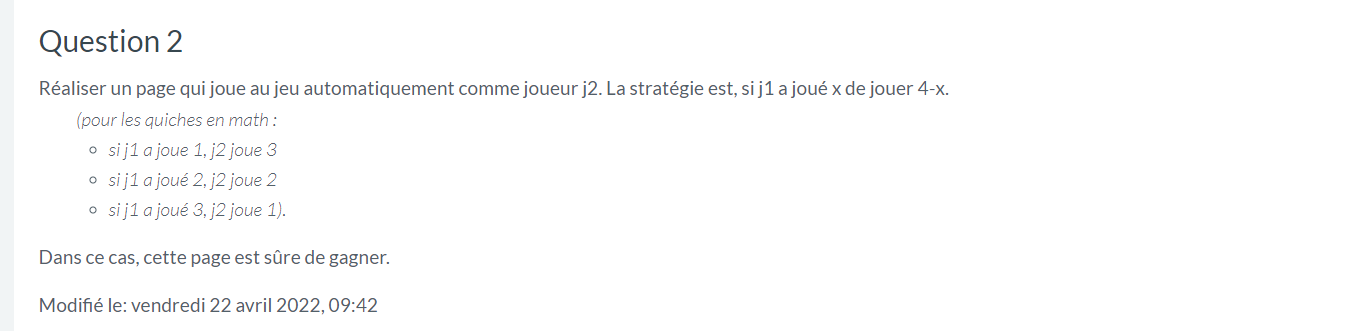 Question 2
Réaliser un page qui joue au jeu automatiquement comme joueur j2. La stratégie est, si j1 a joué x de jouer 4-x.
(pour les quiches en math :
si j1 a joue 1, j2 joue 3
si j1 a joué 2, j2 joue 2
si j1 a joué 3, j2 joue 1).
Dans ce cas, cette page est sûre de gagner.
Modifié le: vendredi 22 avril 2022, 09:42